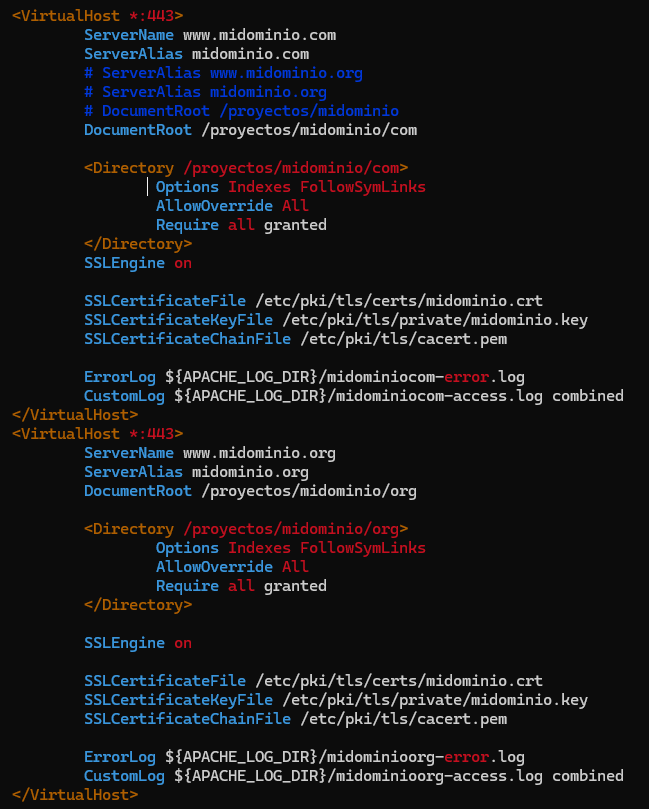 <VirtualHost *:443>
        ServerName www.midominio.com
        ServerAlias midominio.com
        # ServerAlias www.midominio.org
        # ServerAlias midominio.org
        # DocumentRoot /proyectos/midominio
        DocumentRoot /proyectos/midominio/com

        <Directory /proyectos/midominio/com>
                Options Indexes FollowSymLinks
                AllowOverride All
                Require all granted
        </Directory>
        SSLEngine on

        SSLCertificateFile /etc/pki/tls/certs/midominio.crt
        SSLCertificateKeyFile /etc/pki/tls/private/midominio.key
        SSLCertificateChainFile /etc/pki/tls/cacert.pem

        ErrorLog ${APACHE_LOG_DIR}/midominiocom-error.log
        CustomLog ${APACHE_LOG_DIR}/midominiocom-access.log combined
</VirtualHost>
<VirtualHost *:443>
        ServerName www.midominio.org
        ServerAlias midominio.org
        DocumentRoot /proyectos/midominio/org

        <Directory /proyectos/midominio/org>
                Options Indexes FollowSymLinks
                AllowOverride All
                Require all granted
        </Directory>

        SSLEngine on

        SSLCertificateFile /etc/pki/tls/certs/midominio.crt
        SSLCertificateKeyFile /etc/pki/tls/private/midominio.key
        SSLCertificateChainFile /etc/pki/tls/cacert.pem

        ErrorLog ${APACHE_LOG_DIR}/midominioorg-error.log
        CustomLog ${APACHE_LOG_DIR}/midominioorg-access.log combined
</VirtualHost>